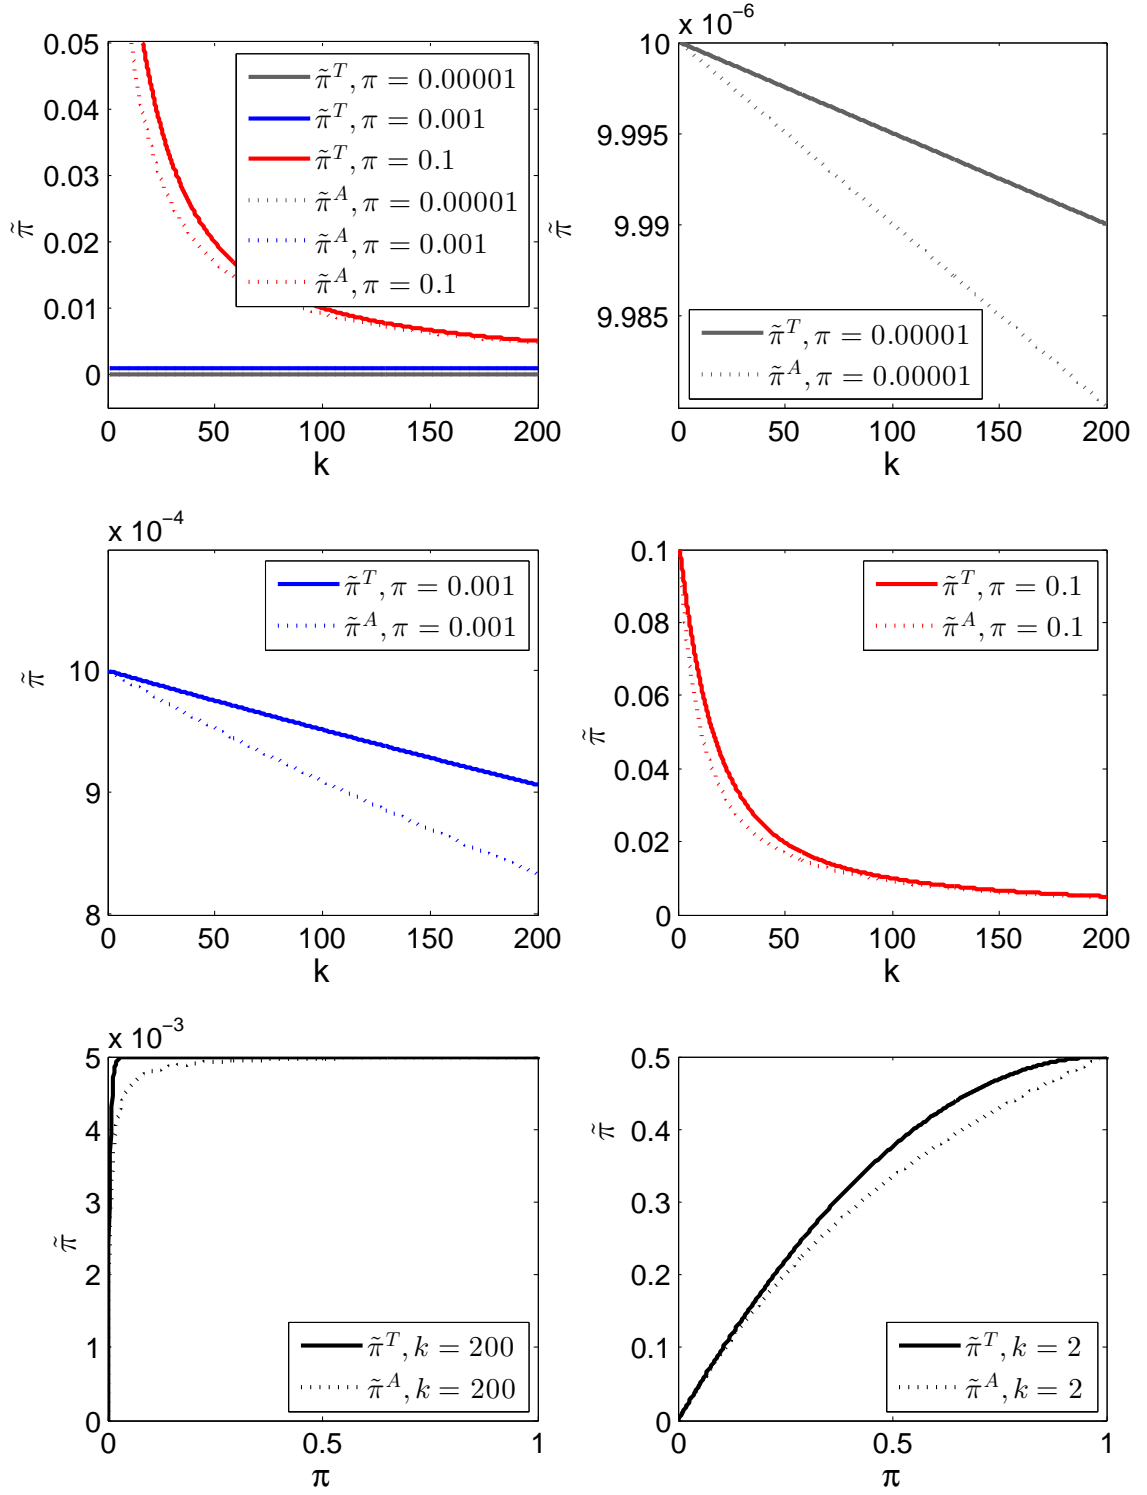 0.05
0.04
0.03
0.02
0.01
0
π̃
0 50 100 150 200
k
π̃^T, π = 0.00001
π̃^T, π = 0.001
π̃^T, π = 0.1
π̃^A, π = 0.00001
π̃^A, π = 0.001
π̃^A, π = 0.1
x 10^−6
10
9.995
9.99
9.985
π̃
0 50 100 150 200
k
π̃^T, π = 0.00001
π̃^A, π = 0.00001
x 10^−4
10
9
8
π̃
0 50 100 150 200
k
π̃^T, π = 0.001
π̃^A, π = 0.001
0.1
0.08
0.06
0.04
0.02
0
π̃
0 50 100 150 200
k
π̃^T, π = 0.1
π̃^A, π = 0.1
x 10^−3
5
4
3
2
1
0
π̃
0 0.5 1
π
π̃^T, k = 200
π̃^A, k = 200
0.5
0.4
0.3
0.2
0.1
0
π̃
0 0.5 1
π
π̃^T, k = 2
π̃^A, k = 2